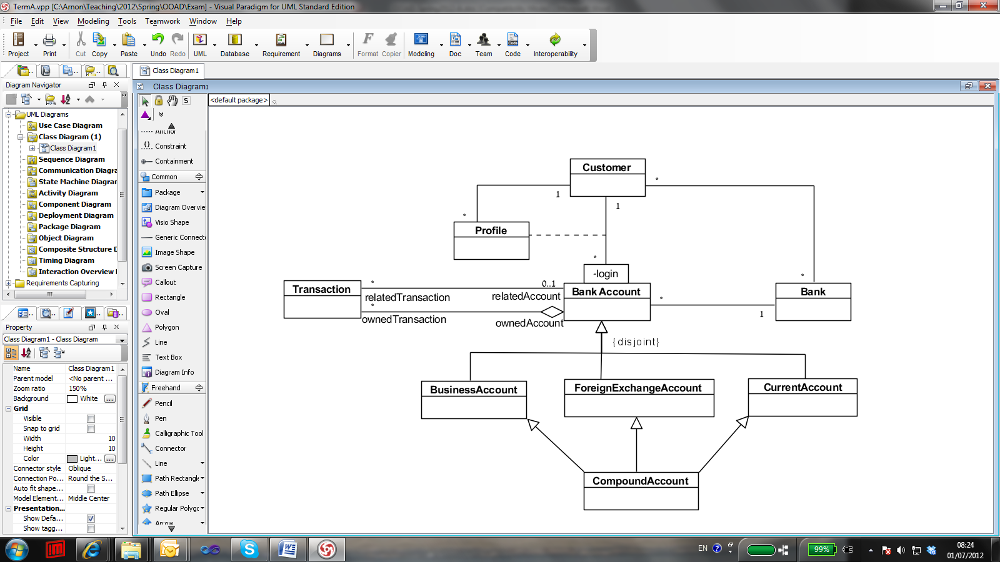 TermA.vpp [C:\Arnon\Teaching\2012\Spring\OOAD\Exam] - Visual Paradigm for UML Standard Edition
File Edit View Modeling Tools Teamwork Window Help
Project Print Cut Copy Paste Undo Redo UML Database Requirement Diagrams Format Copier Modeling Doc Team Code Interoperability
Class Diagram1
Diagram Navigator
Class Diagram1
<default package>
UML Diagrams
Use Case Diagram
Class Diagram (1)
Class Diagram1
Sequence Diagram
Communication Diagra
State Machine Diagrar
Activity Diagram
Component Diagram
Deployment Diagram
Package Diagram
Object Diagram
Composite Structure D
Timing Diagram
Interaction Overview
Requirements Capturing
Property
Class Diagram1 - Class Diagram
Name Class Diagram1
Parent model <No parent ...
Zoom ratio 150%
Background White ...
Grid
Visible
Snap to grid
Width 10
Height 10
Color Light... ...
Connector style Oblique
Connection Po... Round the S...
Auto fit shape...
Model Element... Middle Center
Presentation...
Show Defa...
Show tagg...
S
Anchor
{} Constraint
Containment
Common
Package
Diagram Overvie
Visio Shape
Generic Connecto
Image Shape
Screen Capture
Callout
Rectangle
Oval
Polygon
Line
Text Box
Diagram Info
Freehand
Pencil
Pen
Calligraphic Tool
Connector
Line
Path Rectangle
Path Ellipse
Regular Polygo
Arrow
Customer
*
1
1
*
Profile
*
-login
*
Transaction
*
0..1
relatedTransaction
relatedAccount
*
ownedTransaction
ownedAccount
Bank Account
*
1
Bank
{disjoint}
BusinessAccount
ForeignExchangeAccount
CurrentAccount
CompoundAccount
EN
99%
08:24
01/07/2012